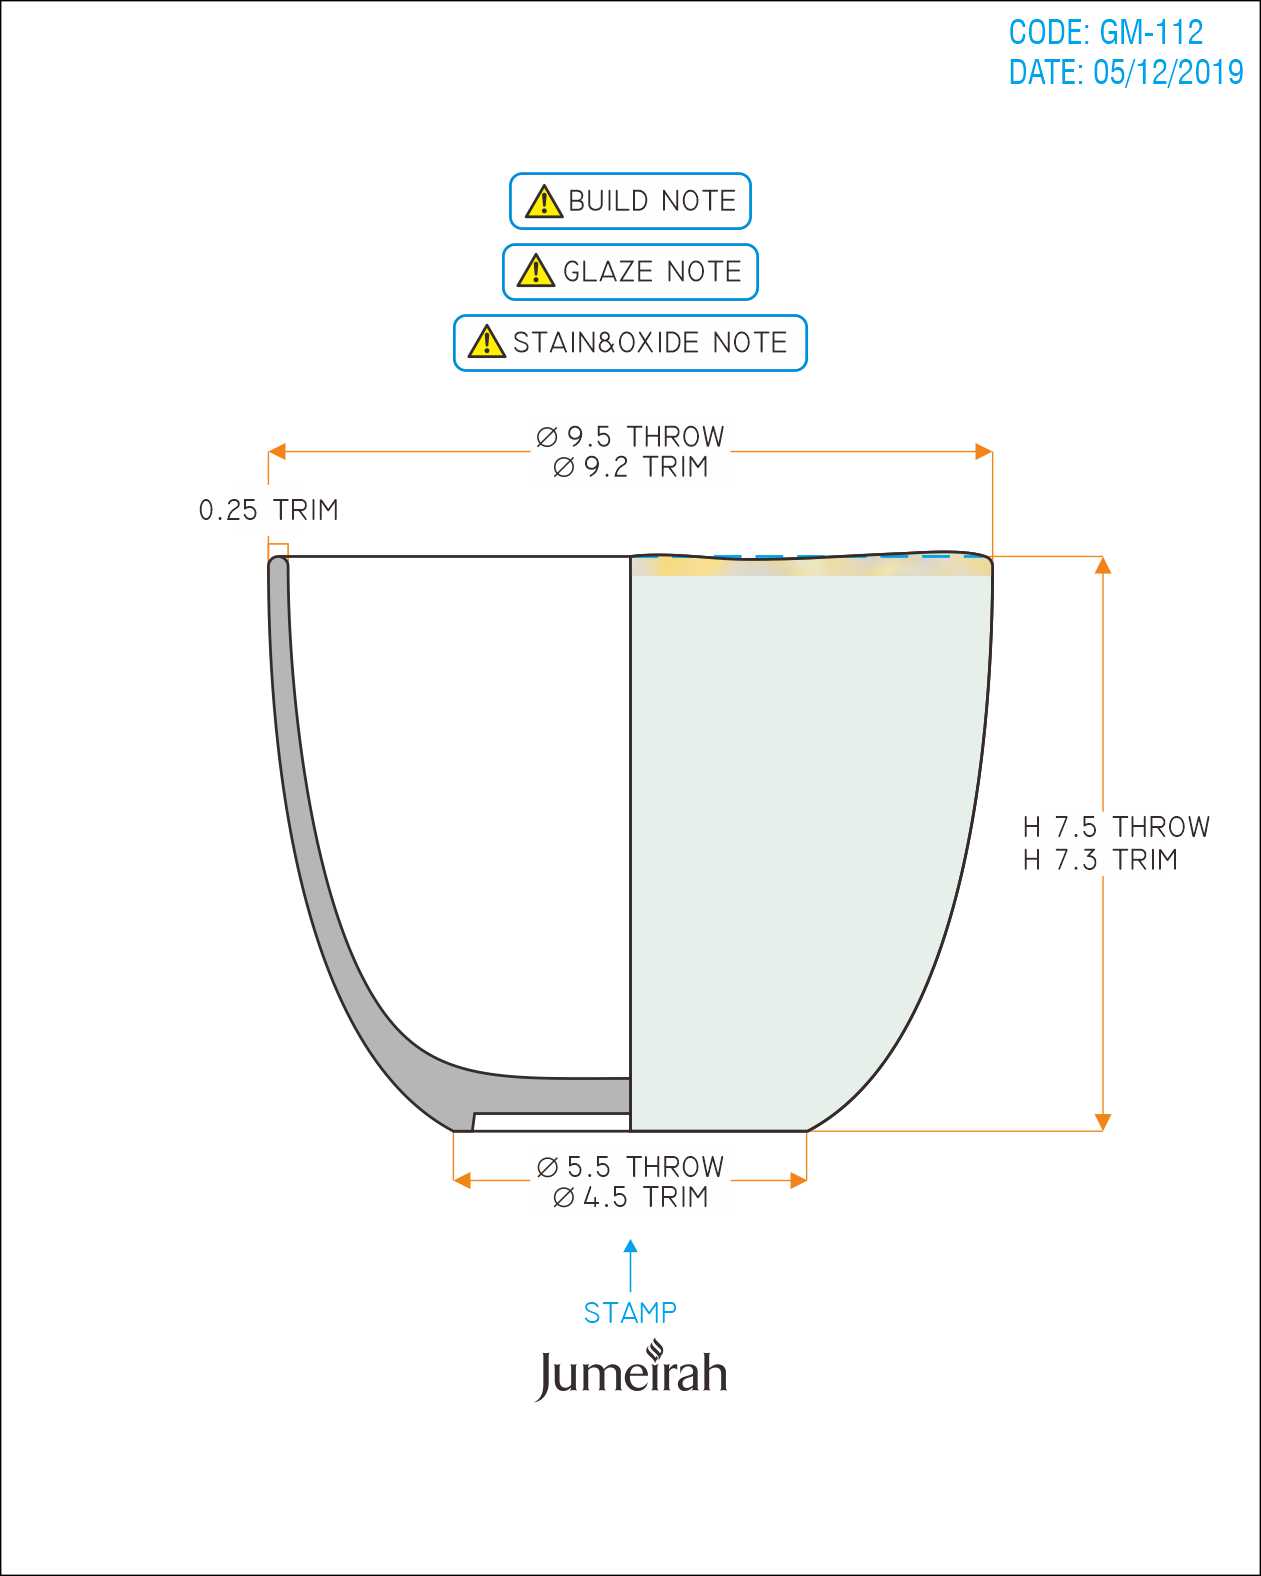 CODE: GM-112
DATE: 05/12/2019
BUILD NOTE
GLAZE NOTE
STAIN&OXIDE NOTE
Ø 9.5 THROW
Ø 9.2 TRIM
0.25 TRIM
H 7.5 THROW
H 7.3 TRIM
Ø 5.5 THROW
Ø 4.5 TRIM
STAMP
Jumeirah